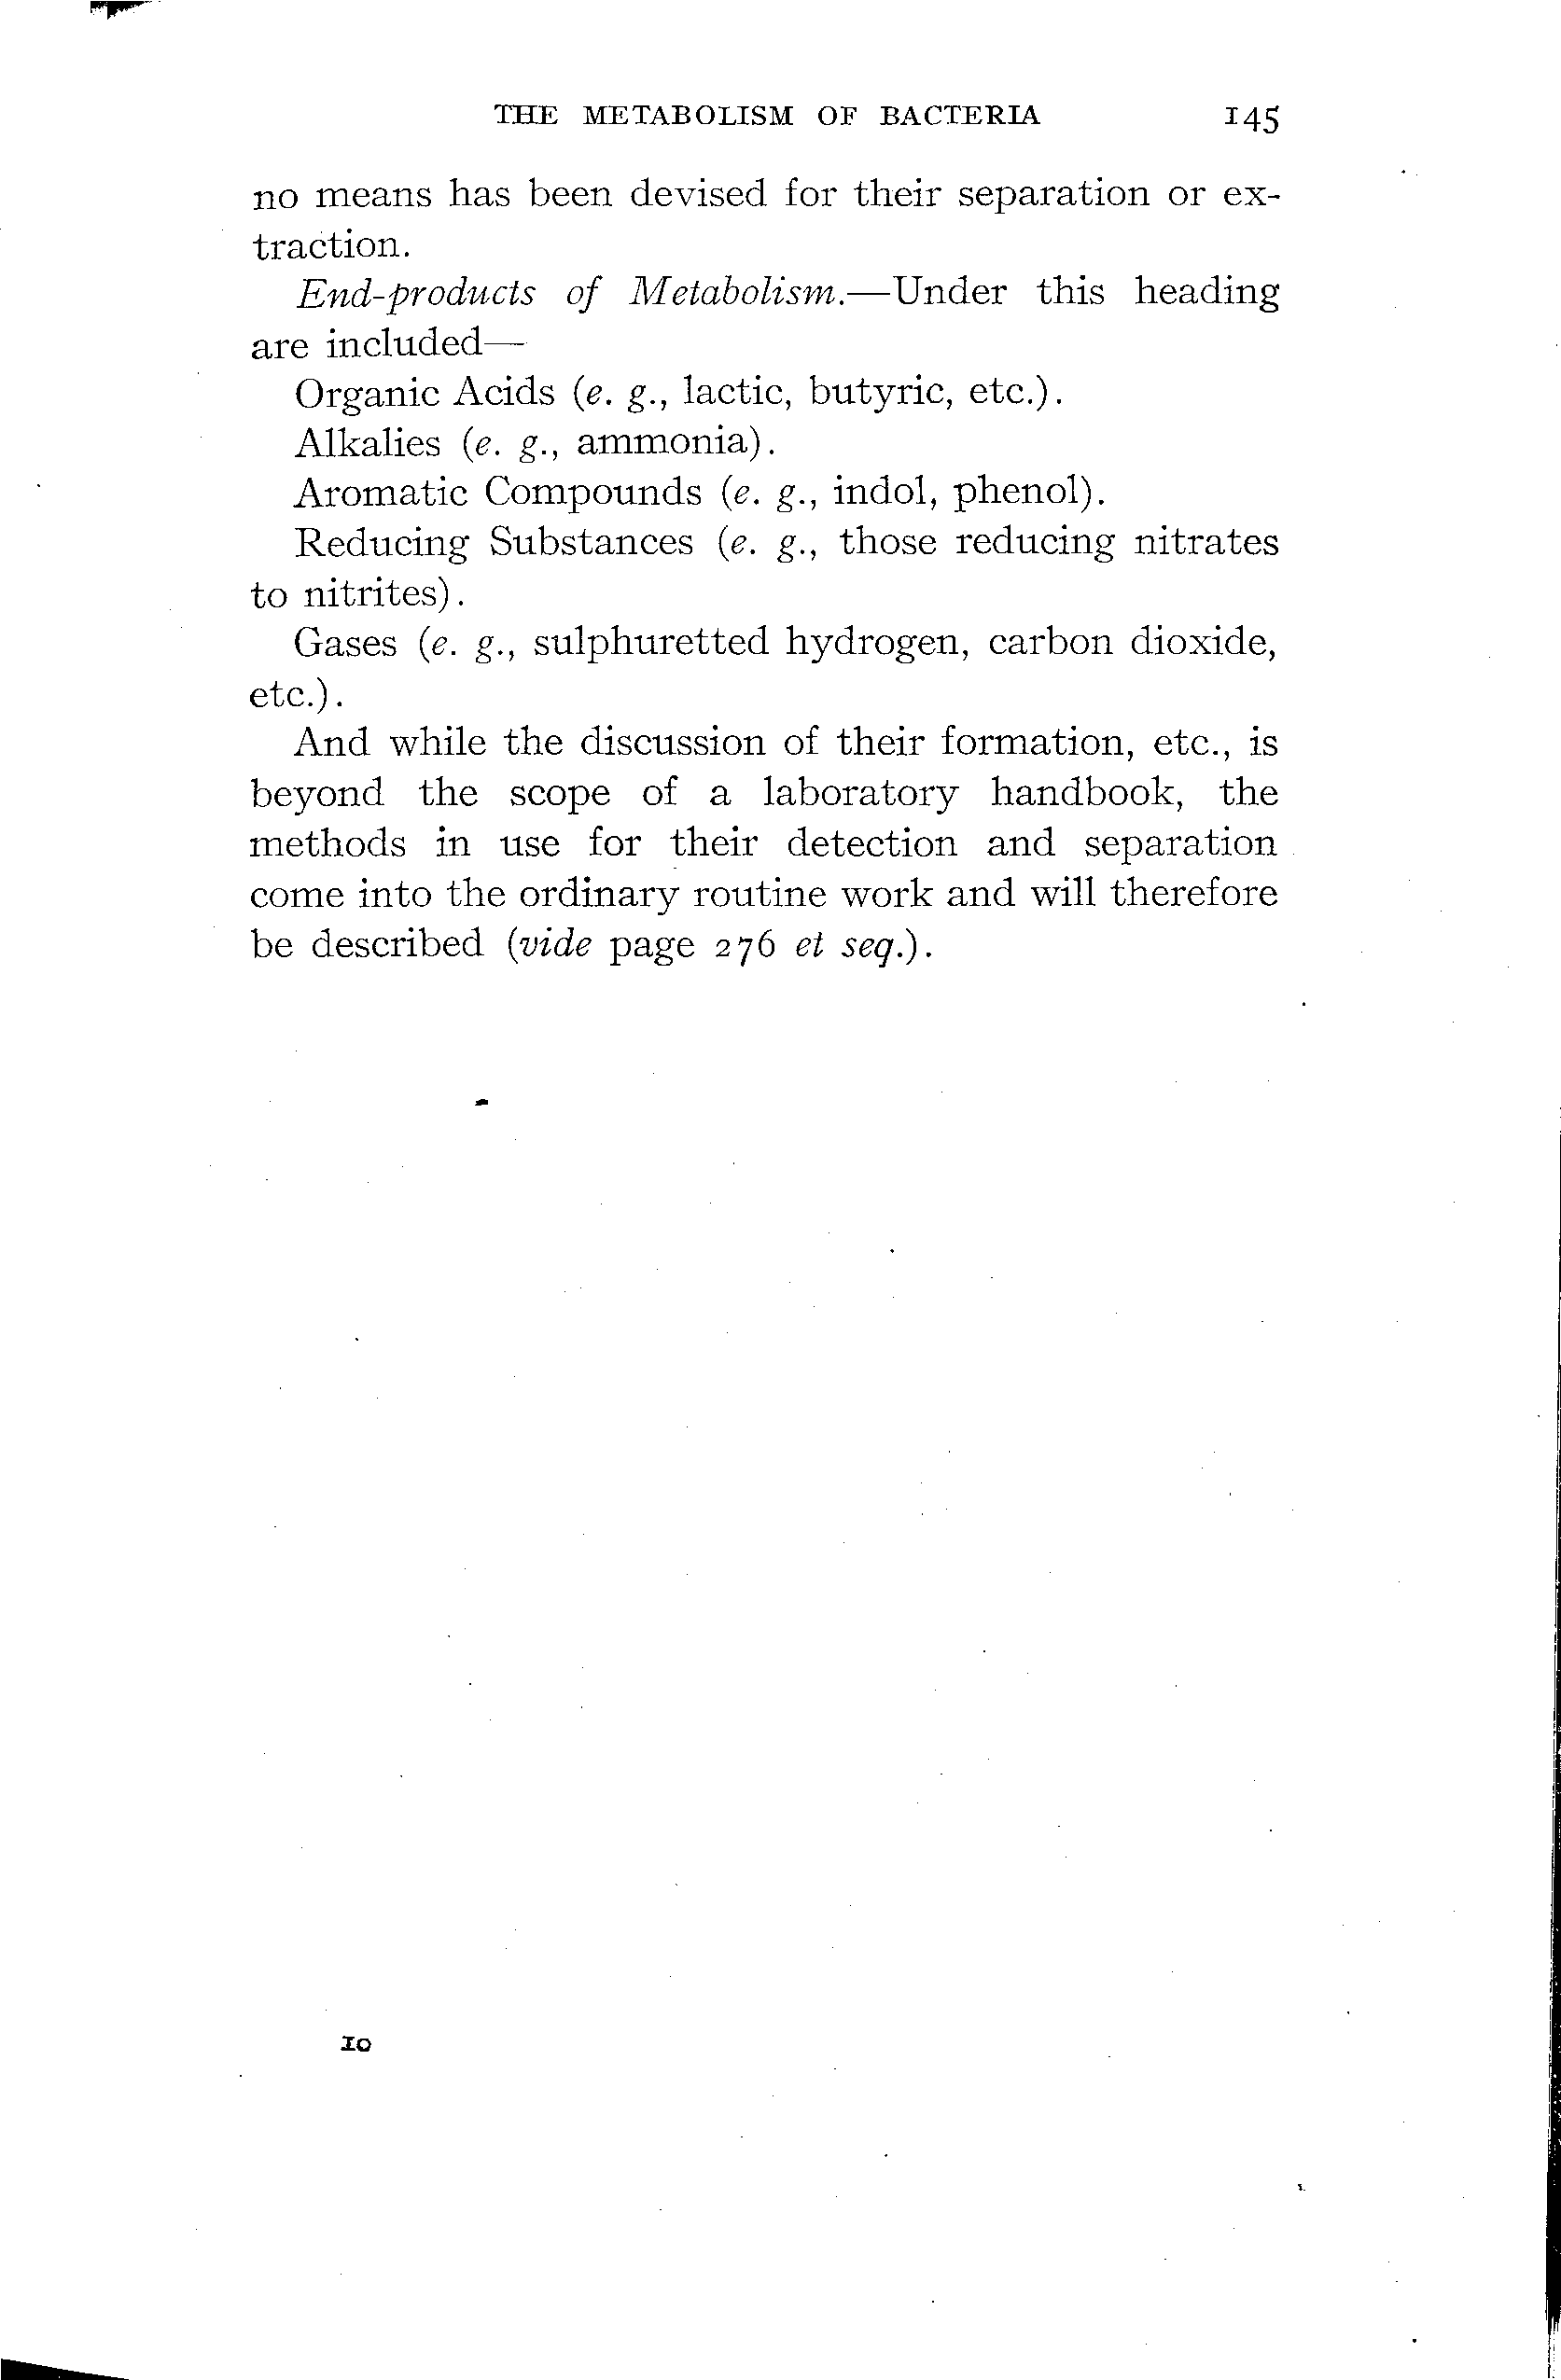 THE METABOLISM OF BACTERIA 145
no means has been devised for their separation or ex-
traction.
End-products of Metabolism.—Under this heading
are included—
Organic Acids (e. g., lactic, butyric, etc.).
Alkalies (e. g., ammonia).
Aromatic Compounds (e. g., indol, phenol).
Reducing Substances (e. g., those reducing nitrates
to nitrites).
Gases (e. g., sulphuretted hydrogen, carbon dioxide,
etc.).
And while the discussion of their formation, etc., is
beyond the scope of a laboratory handbook, the
methods in use for their detection and separation
come into the ordinary routine work and will therefore
be described (vide page 276 et seq.).
10